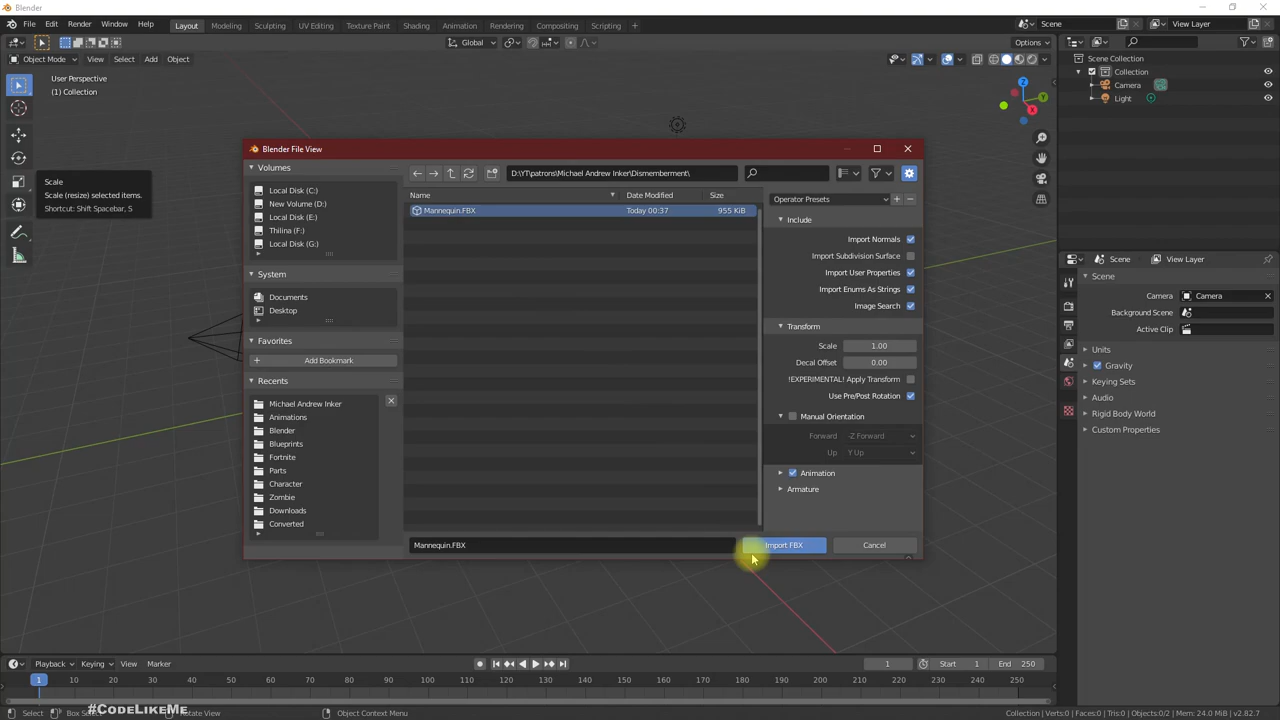 Blender
File Edit Render Window Help Layout Modeling Sculpting UV Editing Texture Paint Shading Animation Rendering Compositing Scripting + Scene View Layer
Global Options
Object Mode View Select Add Object
User Perspective
(1) Collection
Scale
Scale (resize) selected items.
Shortcut: Shift Spacebar, S
Z
Y
X
Scene Collection
Collection
Camera
Light
Blender File View
Volumes
Local Disk (C:)
New Volume (D:)
Local Disk (E:)
Thilina (F:)
Local Disk (G:)
System
Documents
Desktop
Favorites
+ Add Bookmark
Recents
Michael Andrew Inker
Animations
Blender
Blueprints
Fortnite
Parts
Character
Zombie
Downloads
Converted
D:\YT\patrons\Michael Andrew Inker\Dismemberment\
Name Date Modified Size
Mannequin.FBX Today 00:37 955 KiB
Mannequin.FBX
Operator Presets
Include
Import Normals
Import Subdivision Surface
Import User Properties
Import Enums As Strings
Image Search
Transform
Scale 1.00
Decal Offset 0.00
!EXPERIMENTAL! Apply Transform
Use Pre/Post Rotation
Manual Orientation
Forward -Z Forward
Up Y Up
Animation
Armature
Import FBX Cancel
Scene View Layer
Scene
Camera Camera
Background Scene
Active Clip
Units
Gravity
Keying Sets
Audio
Rigid Body World
Custom Properties
Playback Keying View Marker 1 Start 1 End 250
1 10 20 30 40 50 60 70 80 90 100 110 120 130 140 150 160 170 180 190 200 210 220 230 240 250
#CodeLikeMe
Select Box Select Rotate View Object Context Menu Collection | Verts:0 | Faces:0 | Tris:0 | Objects:0/2 | Mem: 24.0 MiB | v2.82.7